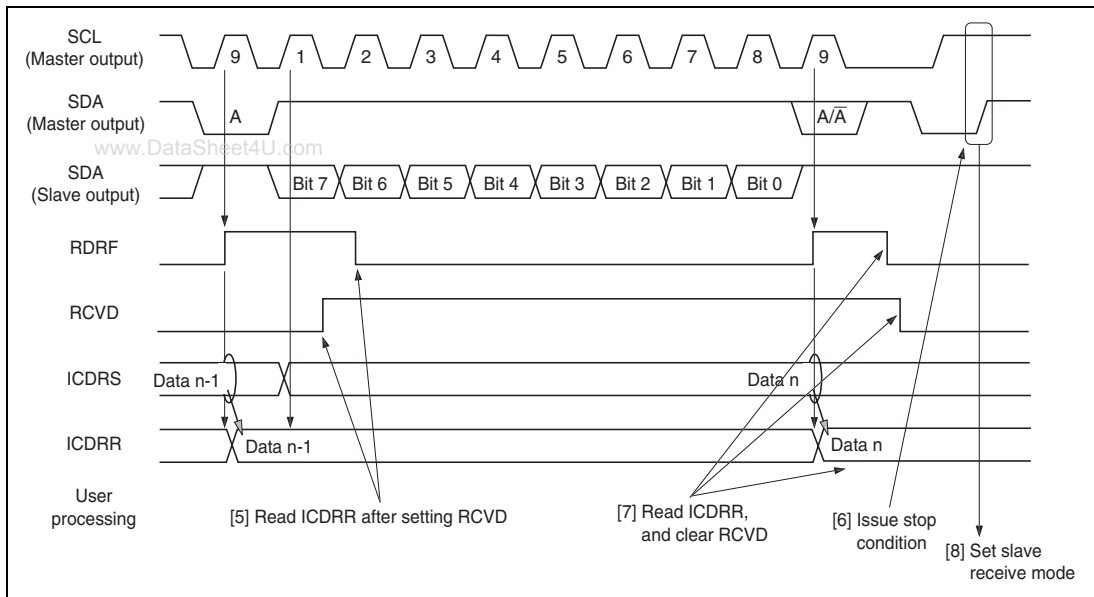 SCL
(Master output)
9 1 2 3 4 5 6 7 8 9
SDA
(Master output)
A A/A̅
www.DataSheet4U.com
SDA
(Slave output)
Bit 7 Bit 6 Bit 5 Bit 4 Bit 3 Bit 2 Bit 1 Bit 0
RDRF
RCVD
ICDRS
Data n-1 Data n
ICDRR
Data n-1 Data n
User
processing
[5] Read ICDRR after setting RCVD
[7] Read ICDRR,
and clear RCVD
[6] Issue stop
condition
[8] Set slave
receive mode